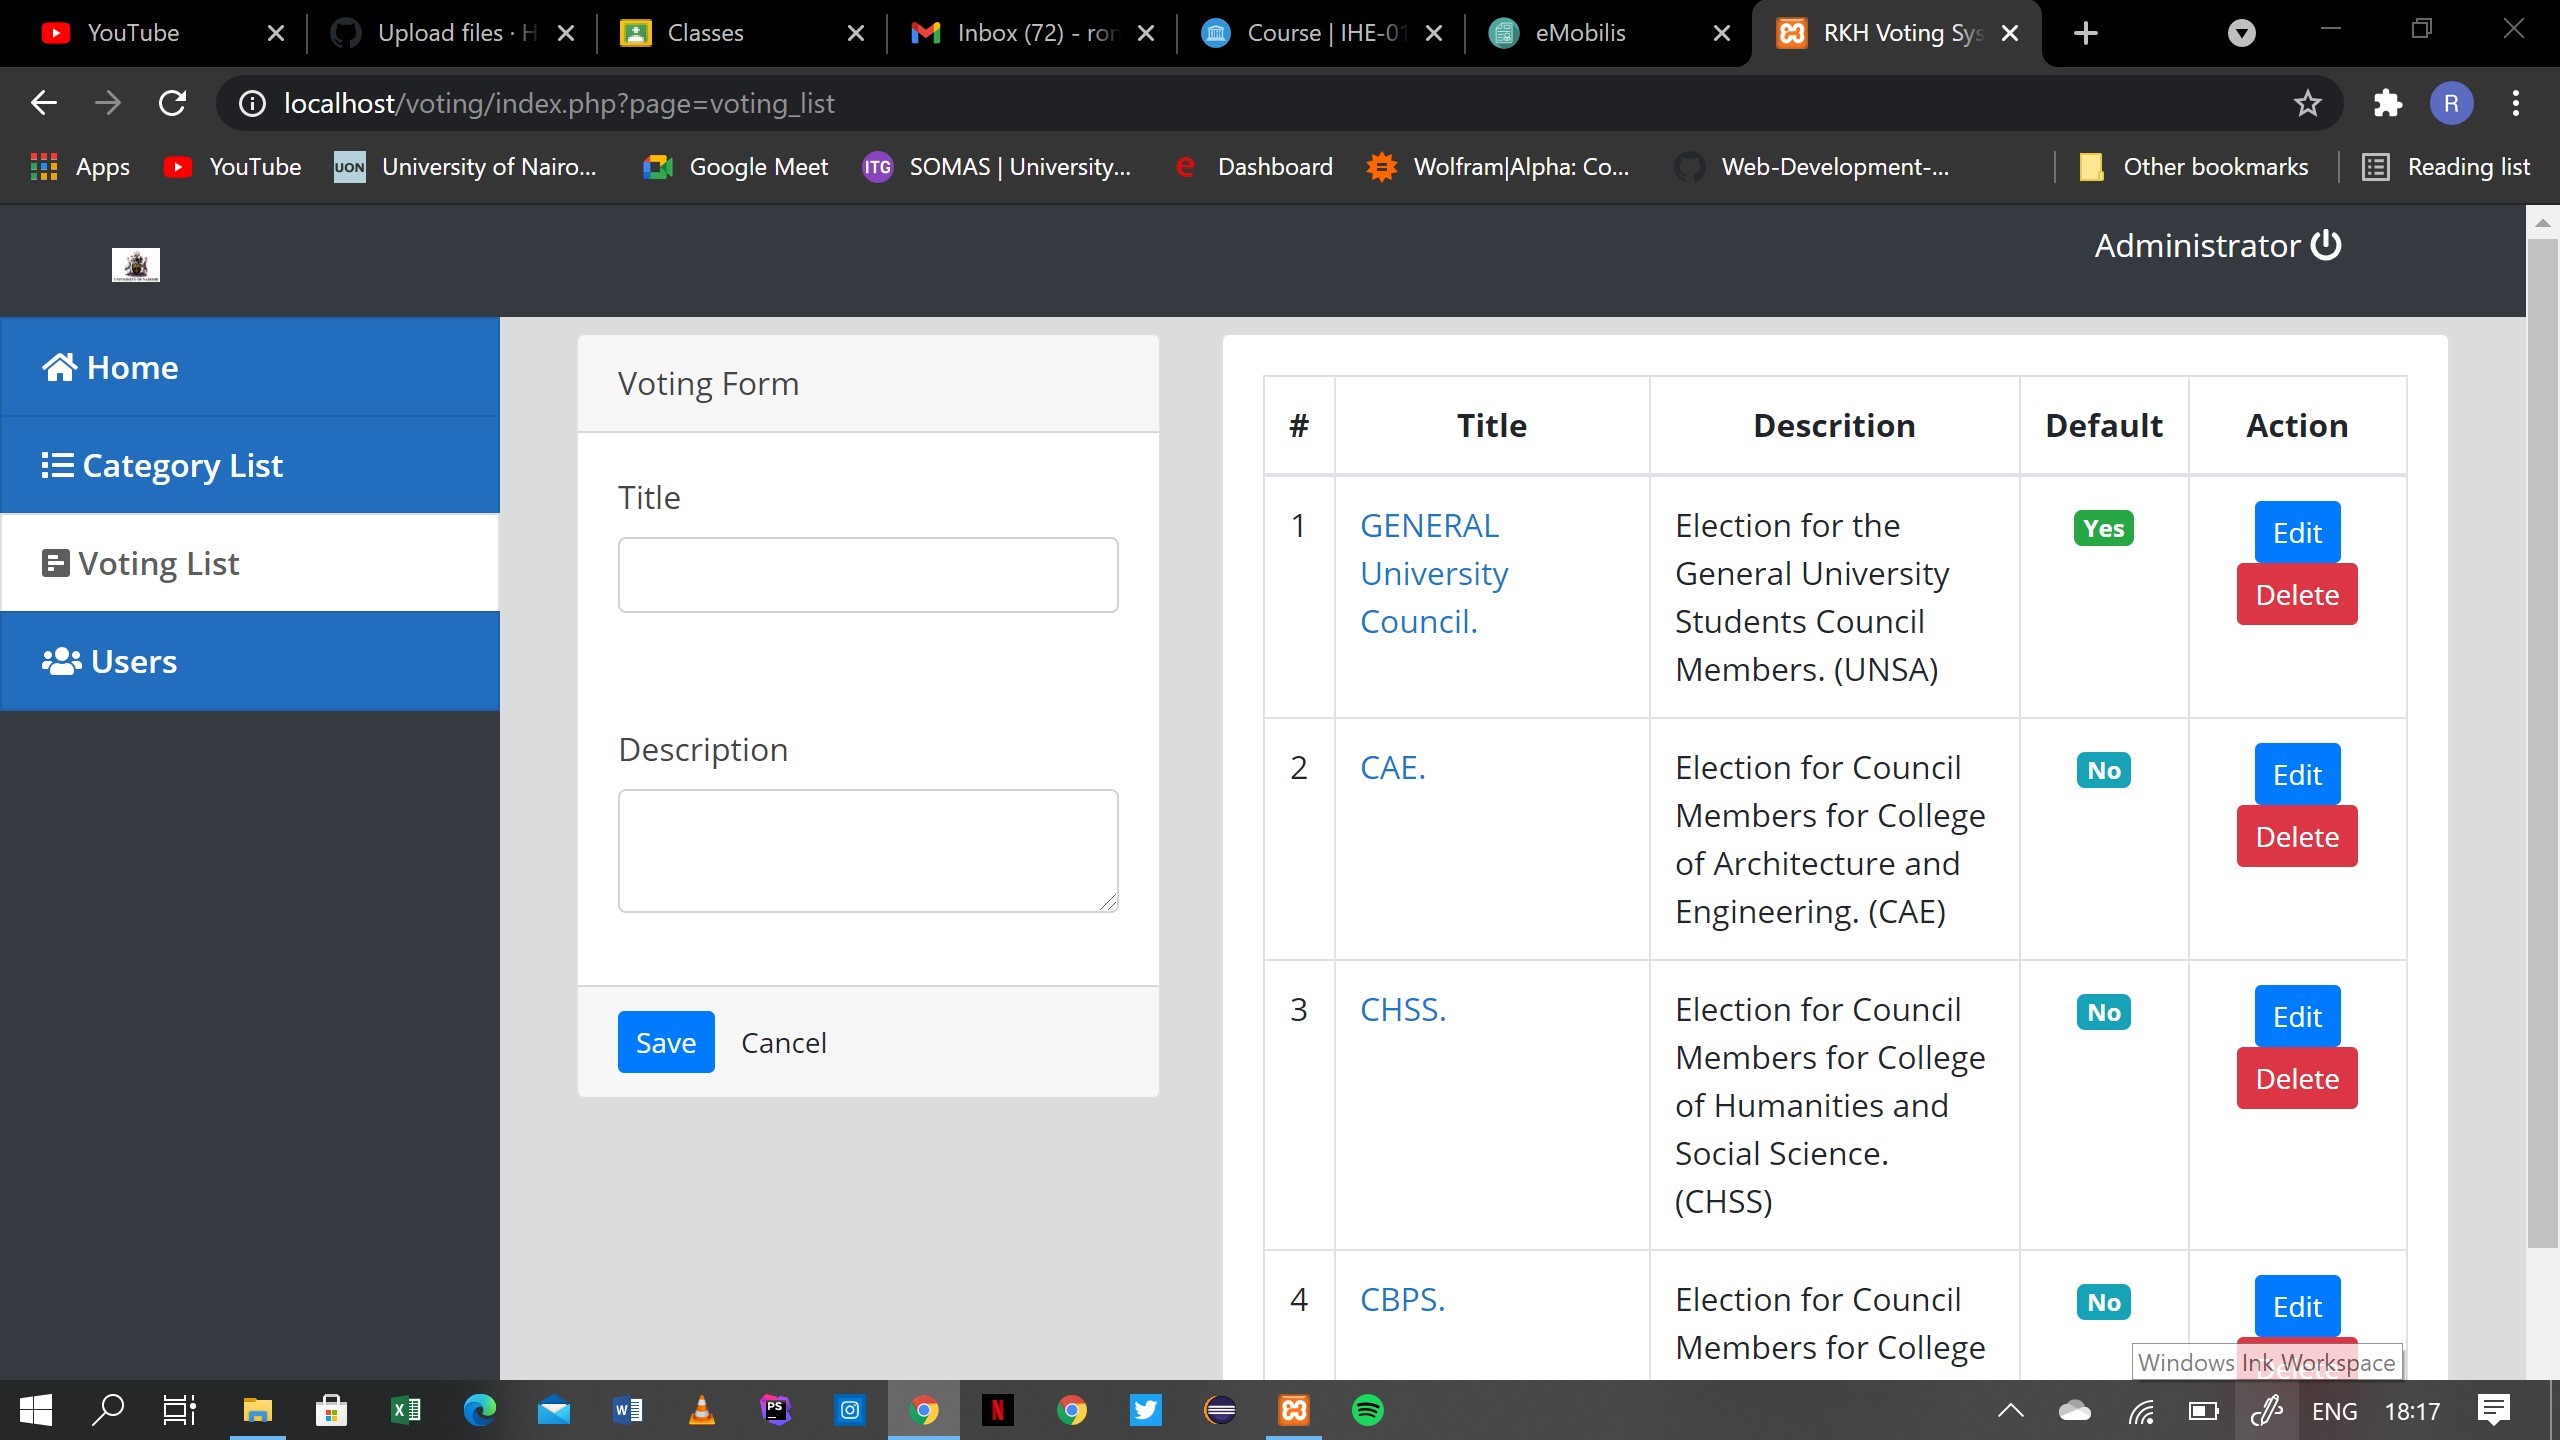 YouTube
Upload files · H
Classes
Inbox (72) - ron
Course | IHE-01
eMobilis
RKH Voting Sys
localhost/voting/index.php?page=voting_list
R
Apps
YouTube
UON University of Nairo...
Google Meet
ITG SOMAS | University...
e Dashboard
Wolfram|Alpha: Co...
Web-Development-...
Other bookmarks
Reading list
Administrator
Home
Category List
Voting List
Users
Voting Form
Title
Description
Save Cancel
# Title Descrition Default Action
1 GENERAL Election for the Yes Edit
University General University Delete
Council. Students Council
Members. (UNSA)
2 CAE. Election for Council No Edit
Members for College Delete
of Architecture and
Engineering. (CAE)
3 CHSS. Election for Council No Edit
Members for College Delete
of Humanities and
Social Science.
(CHSS)
4 CBPS. Election for Council No Edit
Members for College
Windows Ink Workspace
PS
N
ENG 18:17